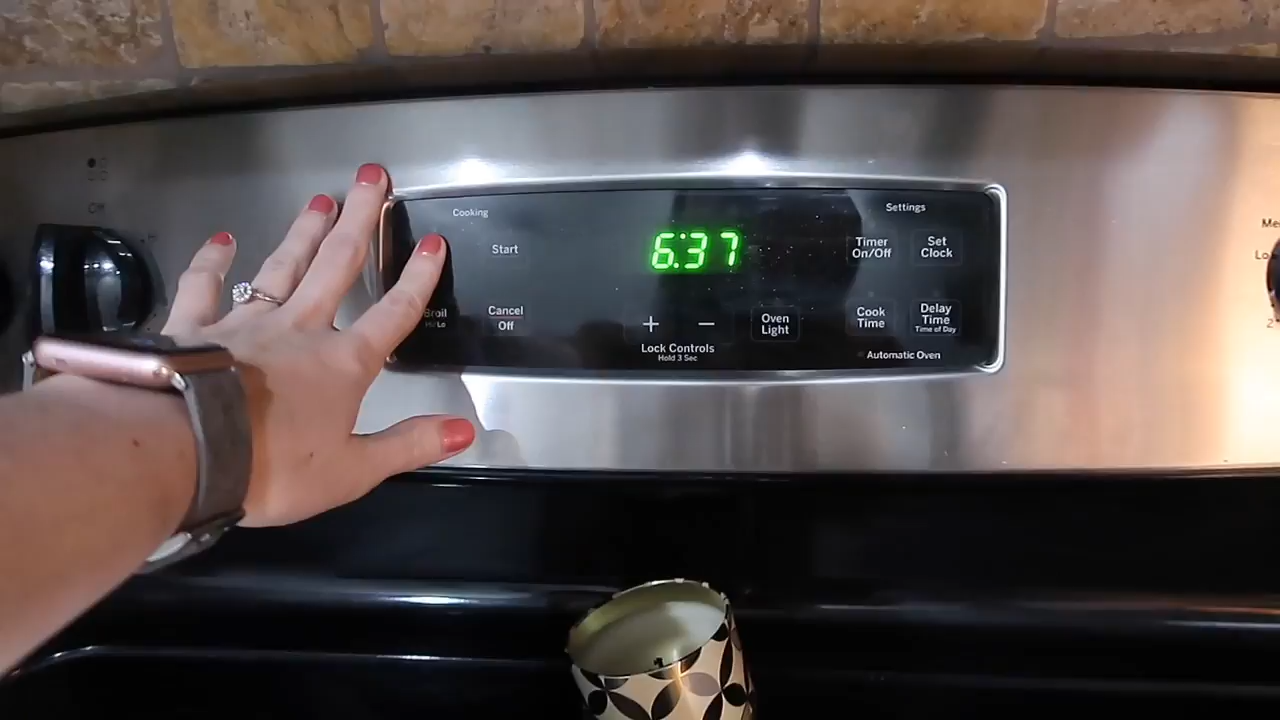 Off
Cooking
Settings
Start
6:37
Timer
On/Off
Set
Clock
Broil
Hi/Lo
Cancel
Off
+ −
Lock Controls
Hold 3 Sec
Oven
Light
Cook
Time
Delay
Time
Time of Day
Automatic Oven